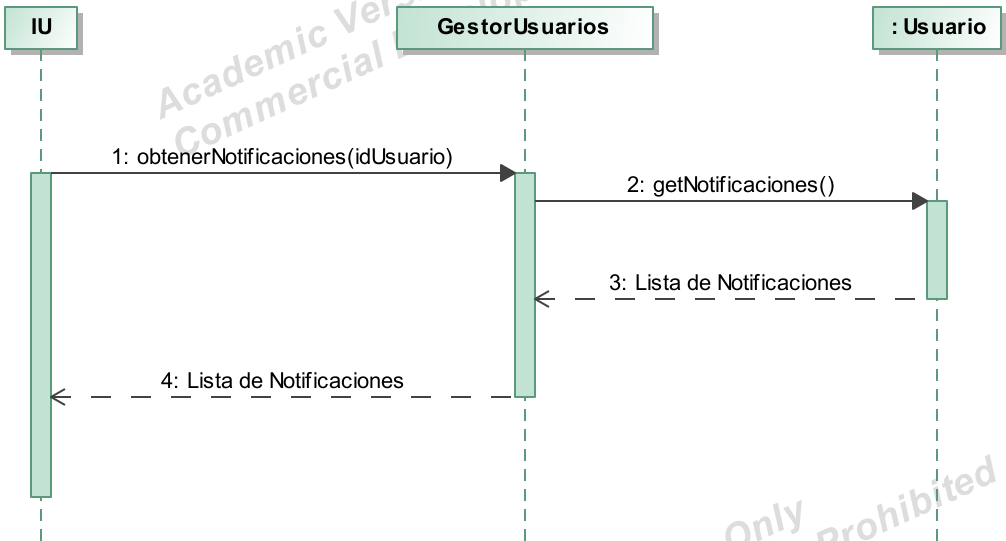 IU
GestorUsuarios
: Usuario
Academic
Commercial
1: obtenerNotificaciones(idUsuario)
2: getNotificaciones()
3: Lista de Notificaciones
4: Lista de Notificaciones
Only
Prohibited